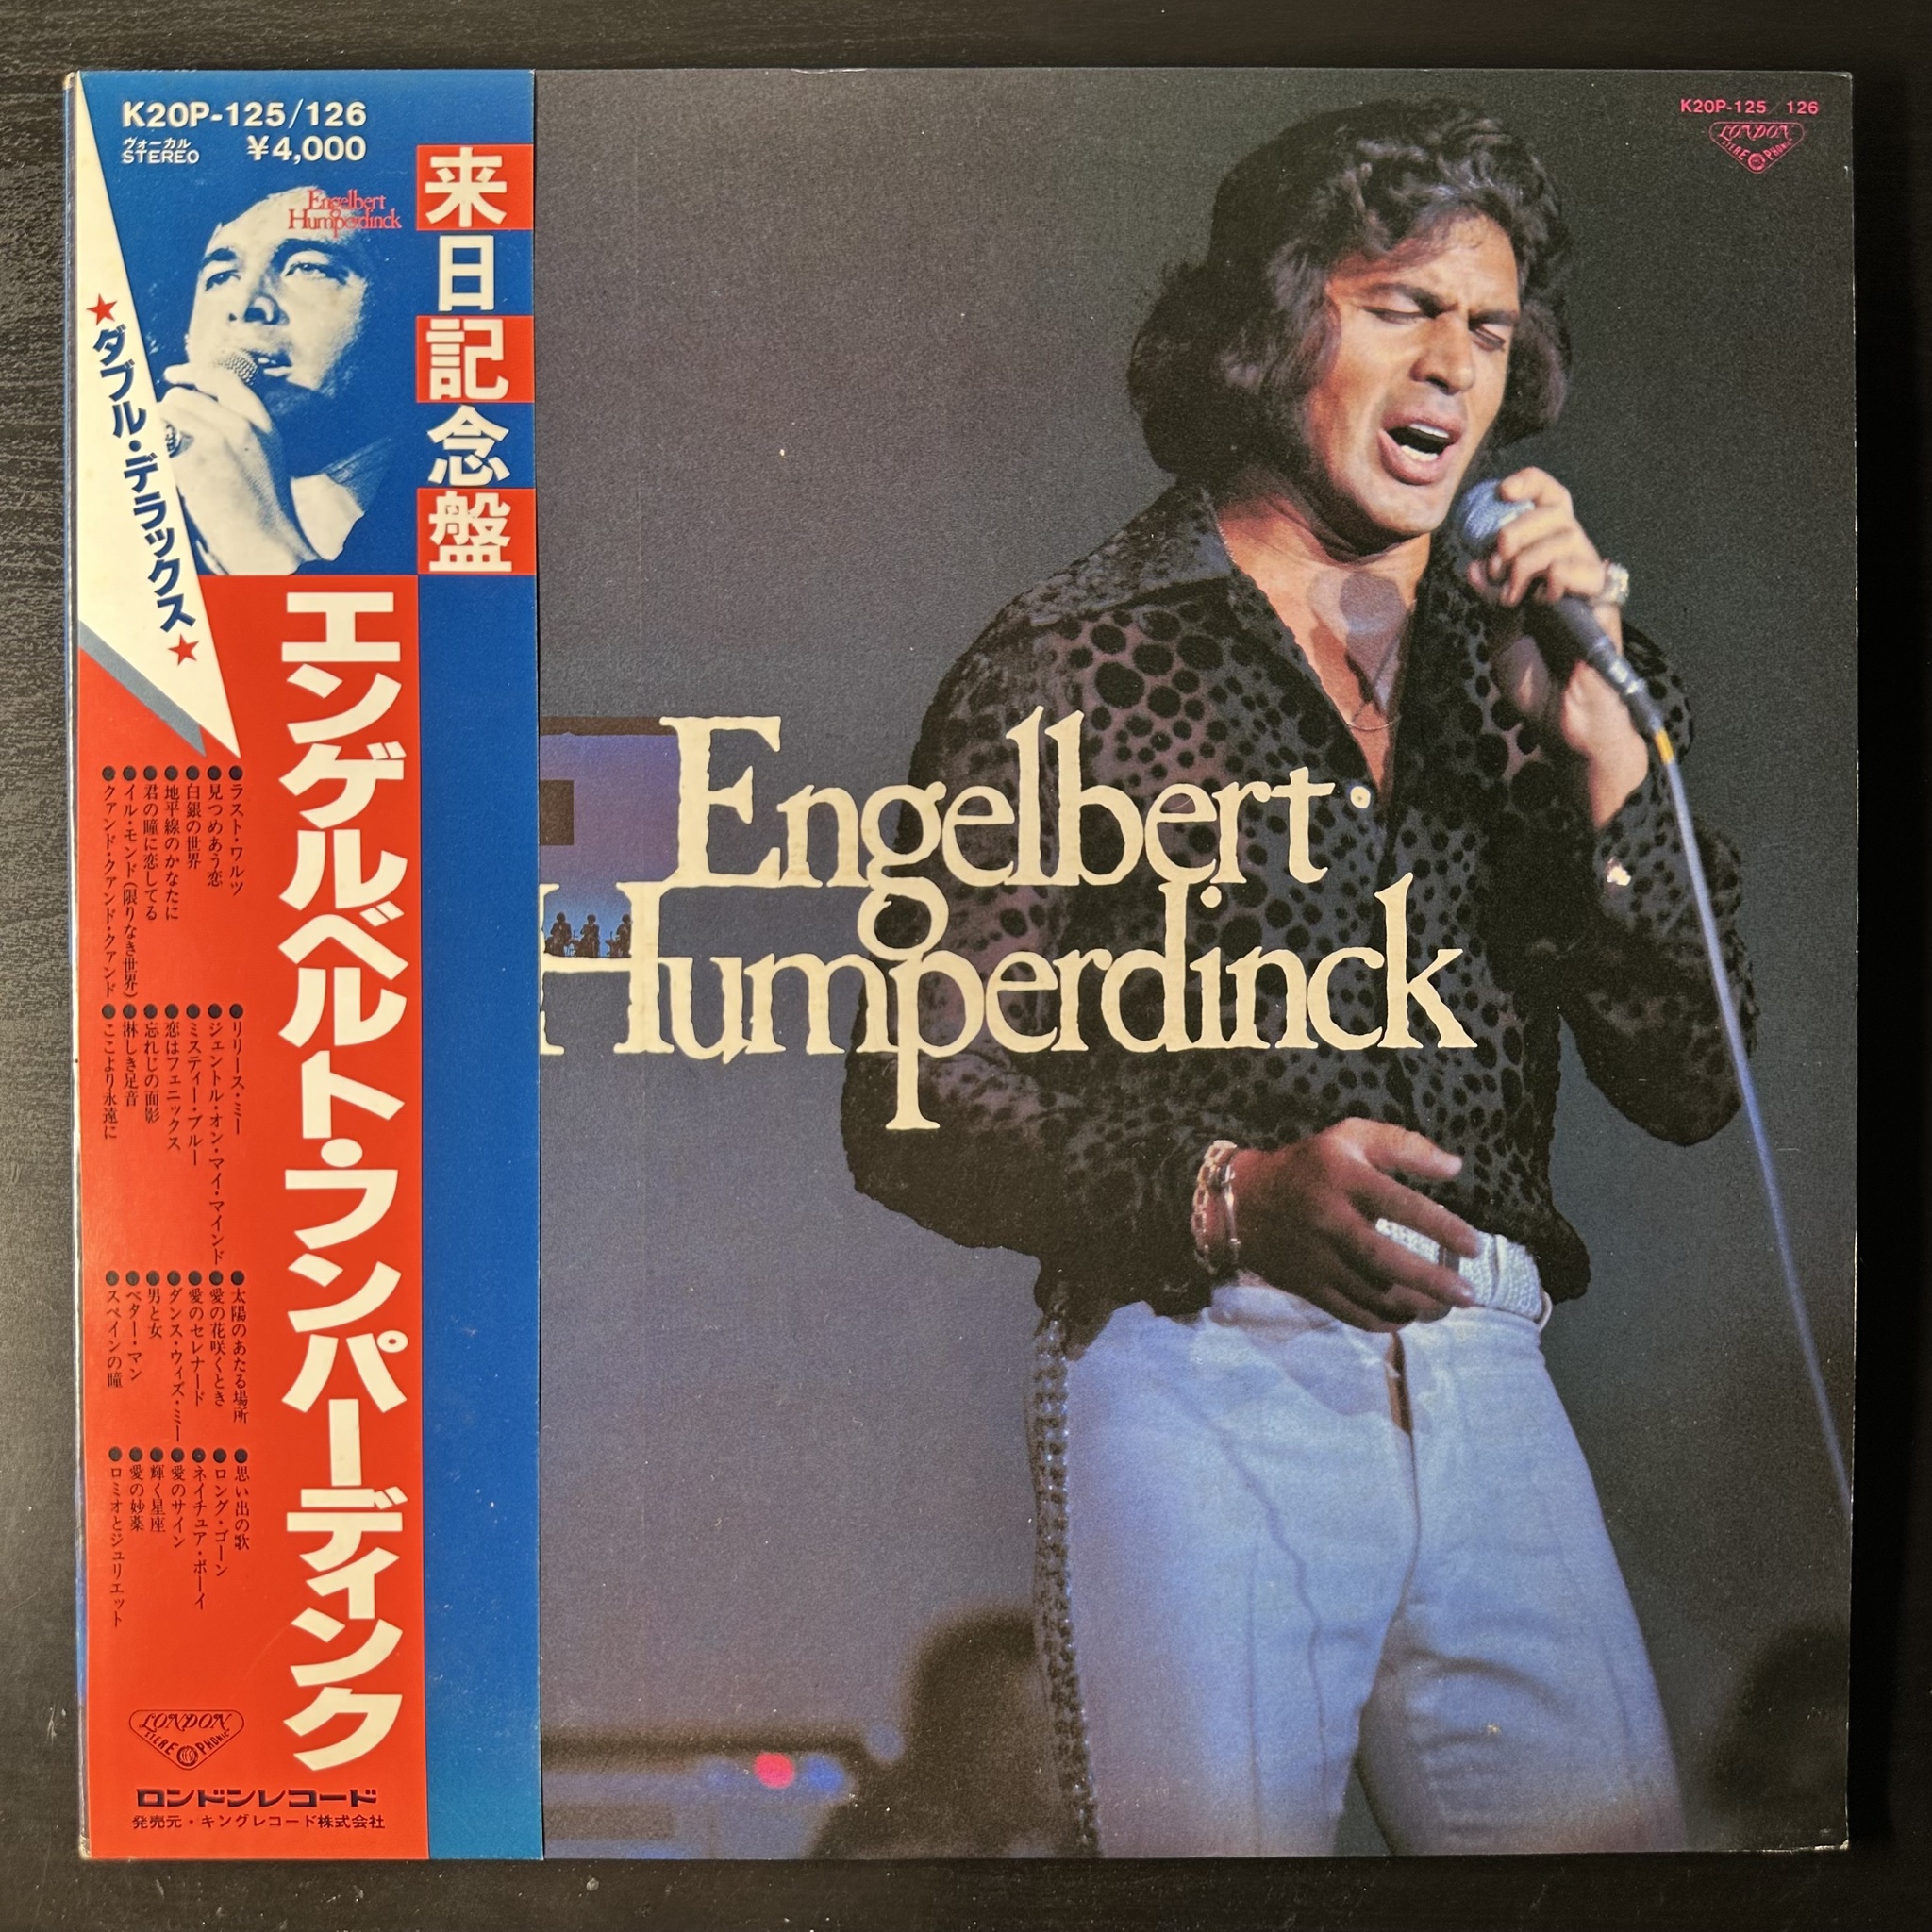 K20P-125/126
ヴォーカル
STEREO
¥4,000
Engelbert
Humperdinck
来日記念盤
★ダブル・デラックス★
エンゲルベルト・フンパーディンク
●ラスト・ワルツ
●見つめあう恋
●白銀の世界
●地平線のかなたに
●君の瞳に恋してる
●イル・モンド(限りなき世界)
●クァンド・クァンド・クァンド
●リリース・ミー
●ジェントル・オン・マイ・マインド
●ミスティー・ブルー
●恋はフェニックス
●忘れじの面影
●淋しき足音
●ここより永遠に
●太陽のあたる場所
●愛の花咲くとき
●愛のセレナード
●ダンス・ウィズ・ミー
●男と女
●ベター・マン
●スペインの瞳
●思い出の歌
●ロング・ゴーン
●ネイチュア・ボーイ
●愛のサイン
●輝く星座
●愛の妙薬
●ロミオとジュリエット
LONDON
STEREO PHONIC
ロンドンレコード
発売元・キングレコード株式会社
K20P-125 126
LONDON
STEREO PHONIC
Engelbert
Humperdinck